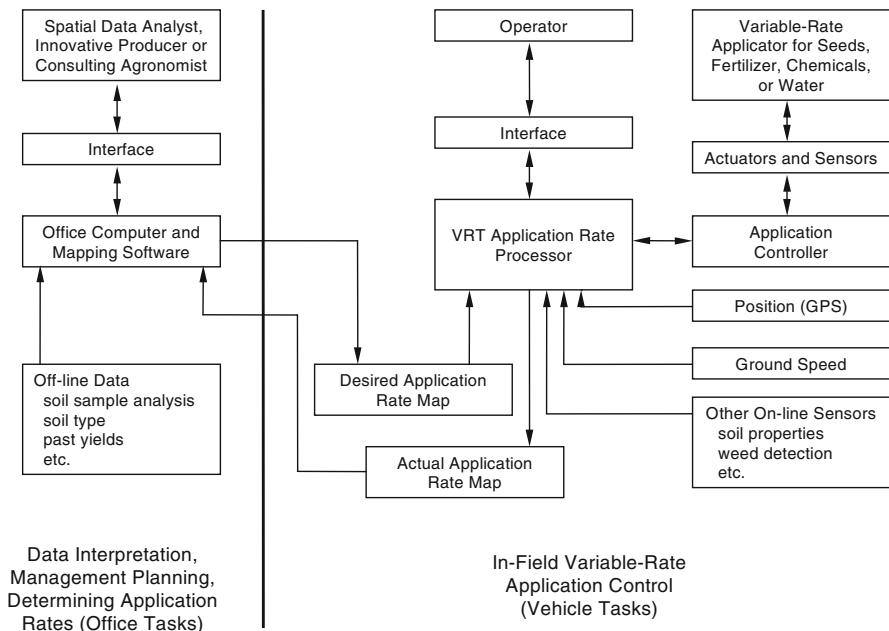 Spatial Data Analyst,
Innovative Producer or
Consulting Agronomist
Interface
Office Computer and
Mapping Software
Off-line Data
soil sample analysis
soil type
past yields
etc.
Data Interpretation,
Management Planning,
Determining Application
Rates (Office Tasks)
Operator
Interface
VRT Application Rate
Processor
Desired Application
Rate Map
Actual Application
Rate Map
Variable-Rate
Applicator for Seeds,
Fertilizer, Chemicals,
or Water
Actuators and Sensors
Application
Controller
Position (GPS)
Ground Speed
Other On-line Sensors
soil properties
weed detection
etc.
In-Field Variable-Rate
Application Control
(Vehicle Tasks)